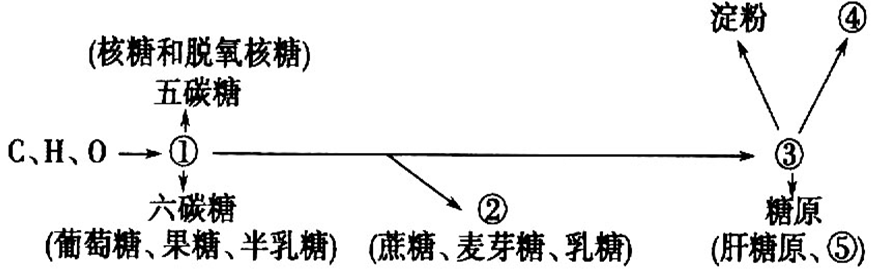 淀粉 ④
(核糖和脱氧核糖)
五碳糖
C、H、O ① ③
六碳糖 ② 糖原
(葡萄糖、果糖、半乳糖) (蔗糖、麦芽糖、乳糖) (肝糖原、⑤)